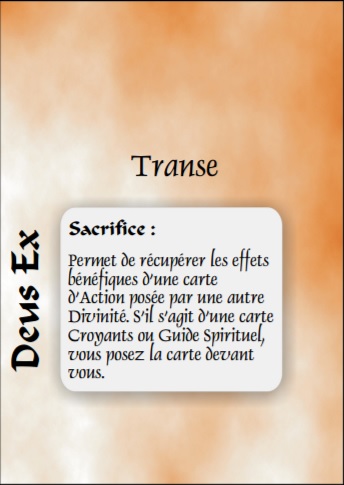 Transe
Deus Ex
Sacrifice :
Permet de récupérer les effets
bénéfiques d'une carte
d'Action posée par une autre
Divinité. S'il s'agit d'une carte
Croyants ou Guide Spirituel,
vous posez la carte devant
vous.